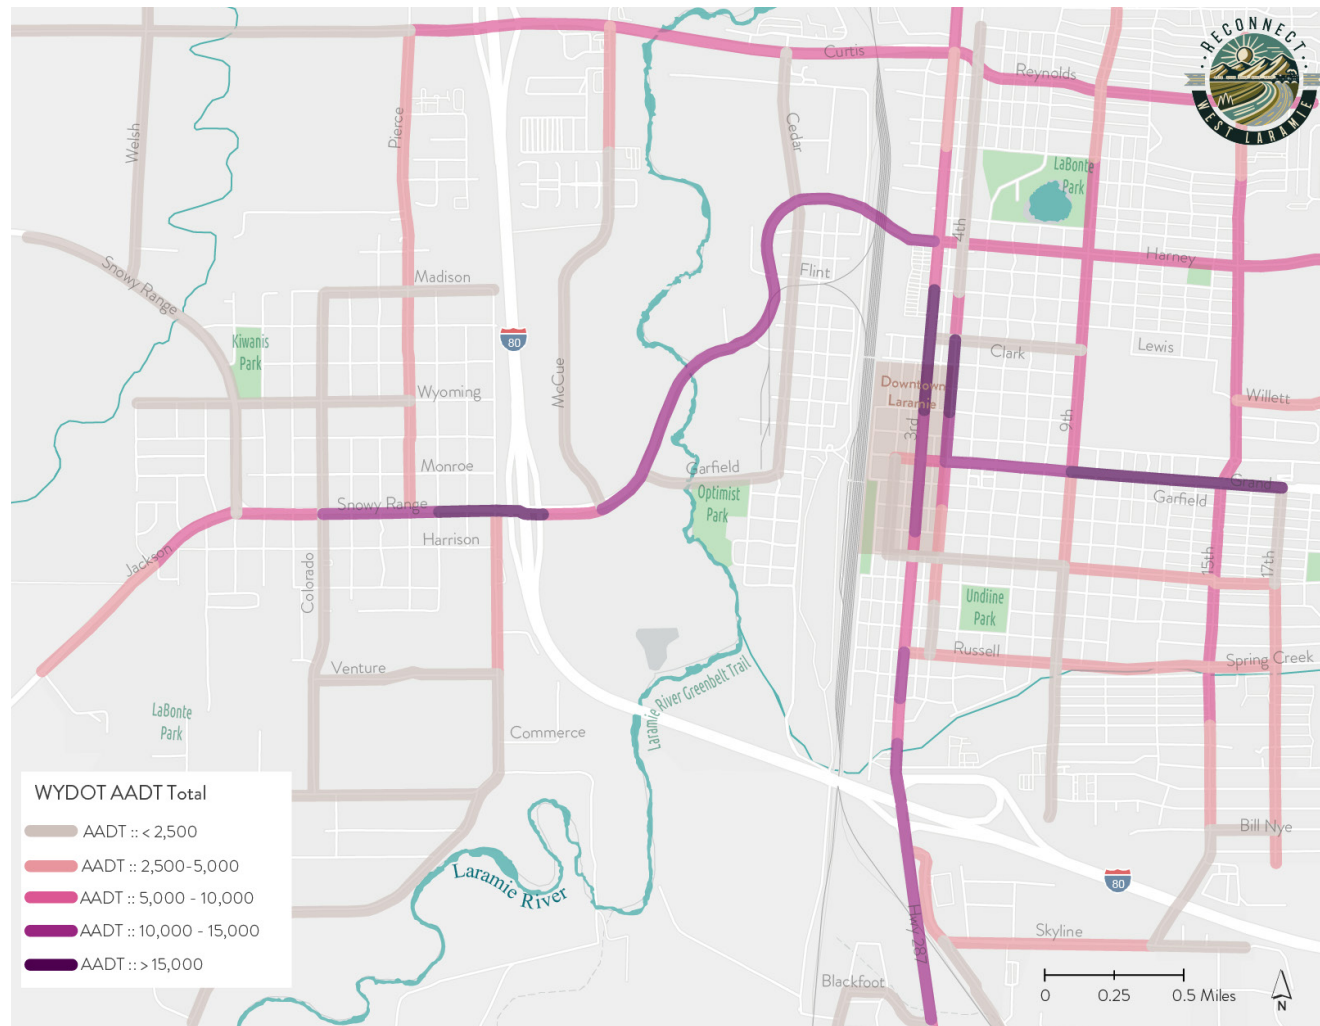 RECONNECT
WEST LARAMIE
Curtis
Reynolds
Welsh
Pierce
Cedar
LaBonte
Park
4th
Harney
Snowy Range
Madison
Flint
80
Kiwanis
Park
McCue
Clark
Lewis
Wyoming
Downtown
Laramie
Willett
3rd
9th
Monroe
Garfield
Grand
Snowy Range
Optimist
Park
Garfield
Harrison
Jackson
Colorado
15th
17th
Undiine
Park
Russell
Venture
Spring Creek
Laramie River Greenbelt Trail
LaBonte
Park
Commerce
WYDOT AADT Total
AADT :: < 2,500
AADT :: 2,500-5,000
AADT :: 5,000 - 10,000
AADT :: 10,000 - 15,000
AADT :: > 15,000
Laramie River
Bill Nye
80
Hwy 287
Skyline
Blackfoot
0 0.25 0.5 Miles
N